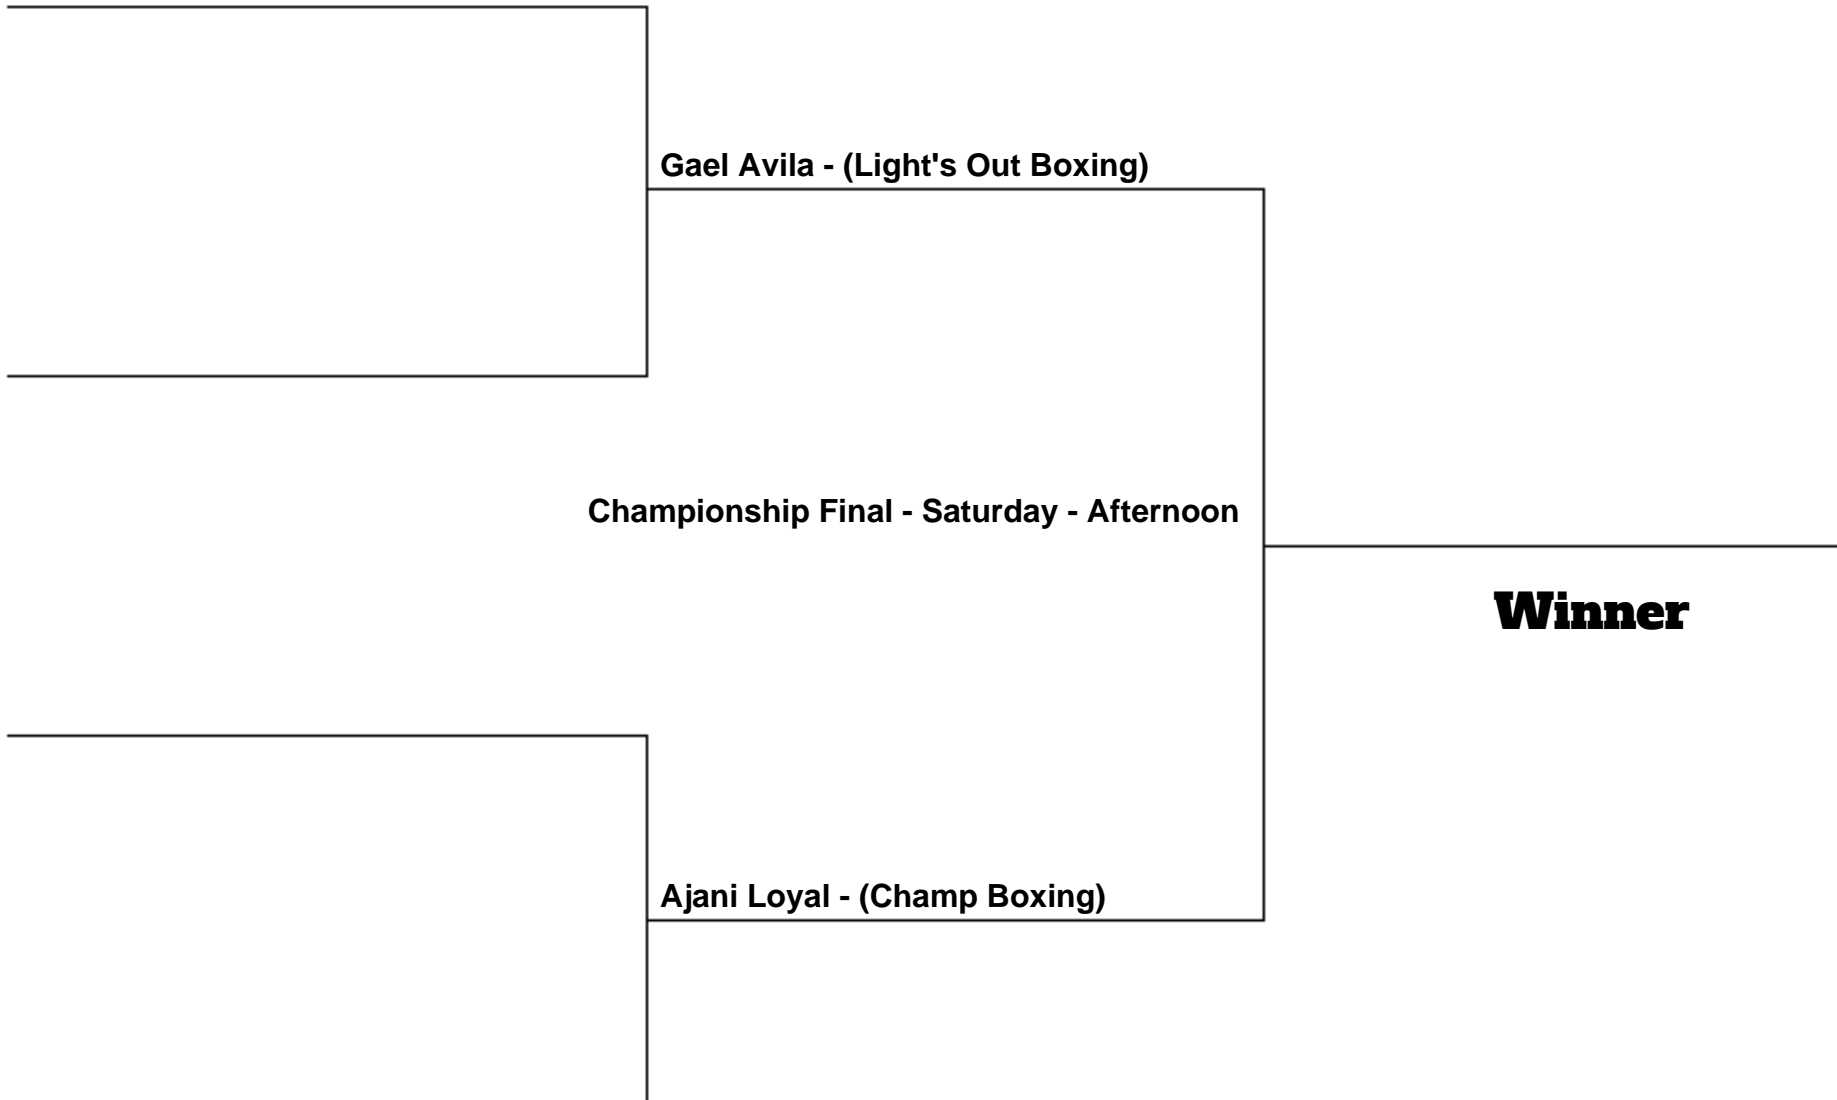 Gael Avila - (Light's Out Boxing)
Championship Final - Saturday - Afternoon
Winner
Ajani Loyal - (Champ Boxing)